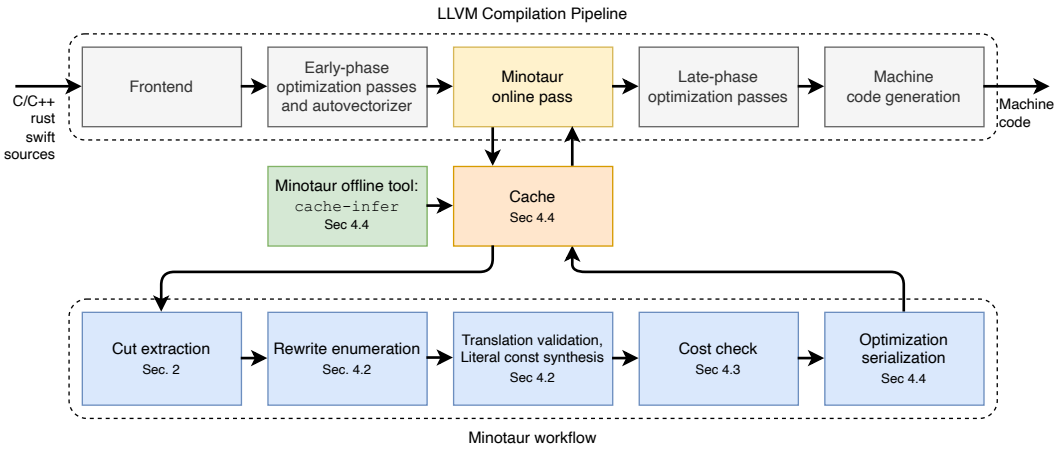 LLVM Compilation Pipeline
C/C++
rust
swift
sources
Frontend
Early-phase
optimization passes
and autovectorizer
Minotaur
online pass
Late-phase
optimization passes
Machine
code generation
Machine
code
Minotaur offline tool:
cache-infer
Sec 4.4
Cache
Sec 4.4
Cut extraction
Sec. 2
Rewrite enumeration
Sec. 4.2
Translation validation,
Literal const synthesis
Sec 4.2
Cost check
Sec 4.3
Optimization
serialization
Sec 4.4
Minotaur workflow